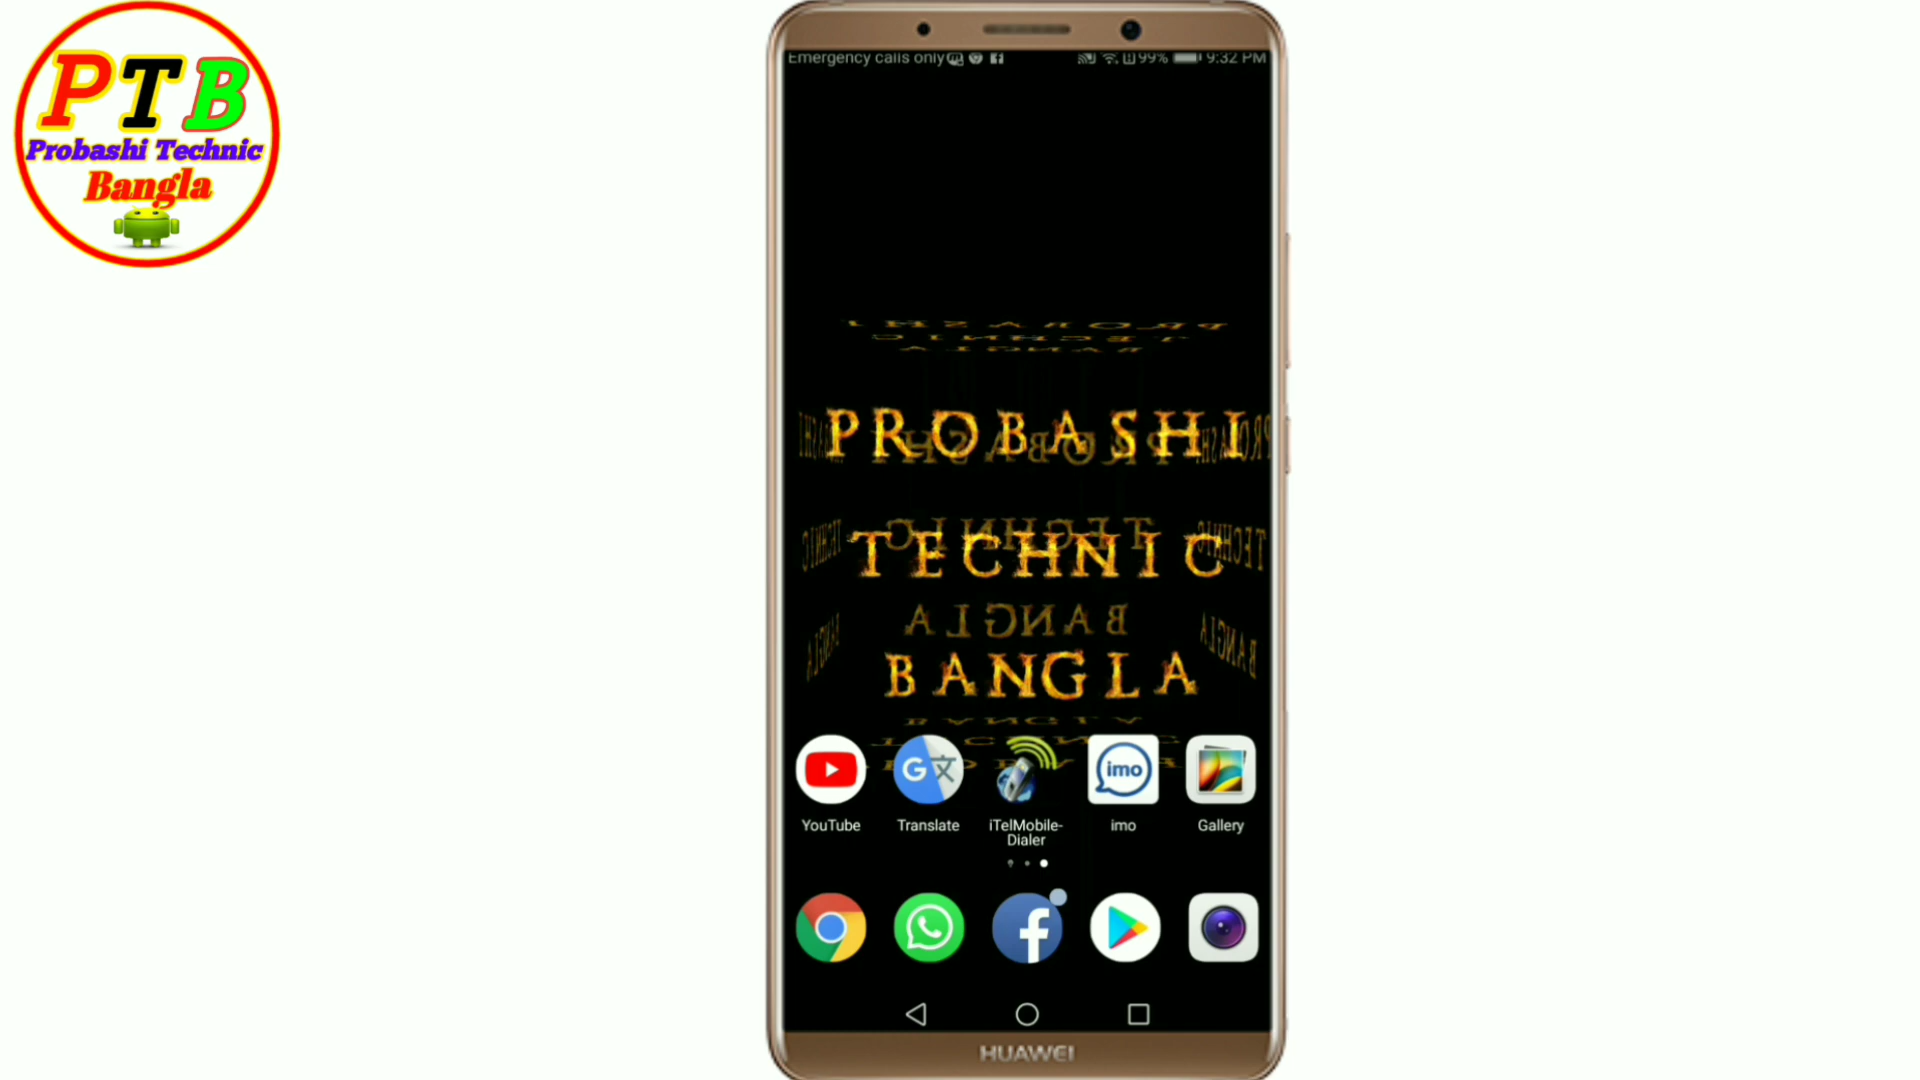 PTB
Probashi Technic
Bangla
Emergency calls only
99%
9:32 PM
PROBASHI
TECHNIC
BANGLA
BANGLA
imo
YouTube
Translate
iTelMobile-
Dialer
imo
Gallery
HUAWEI